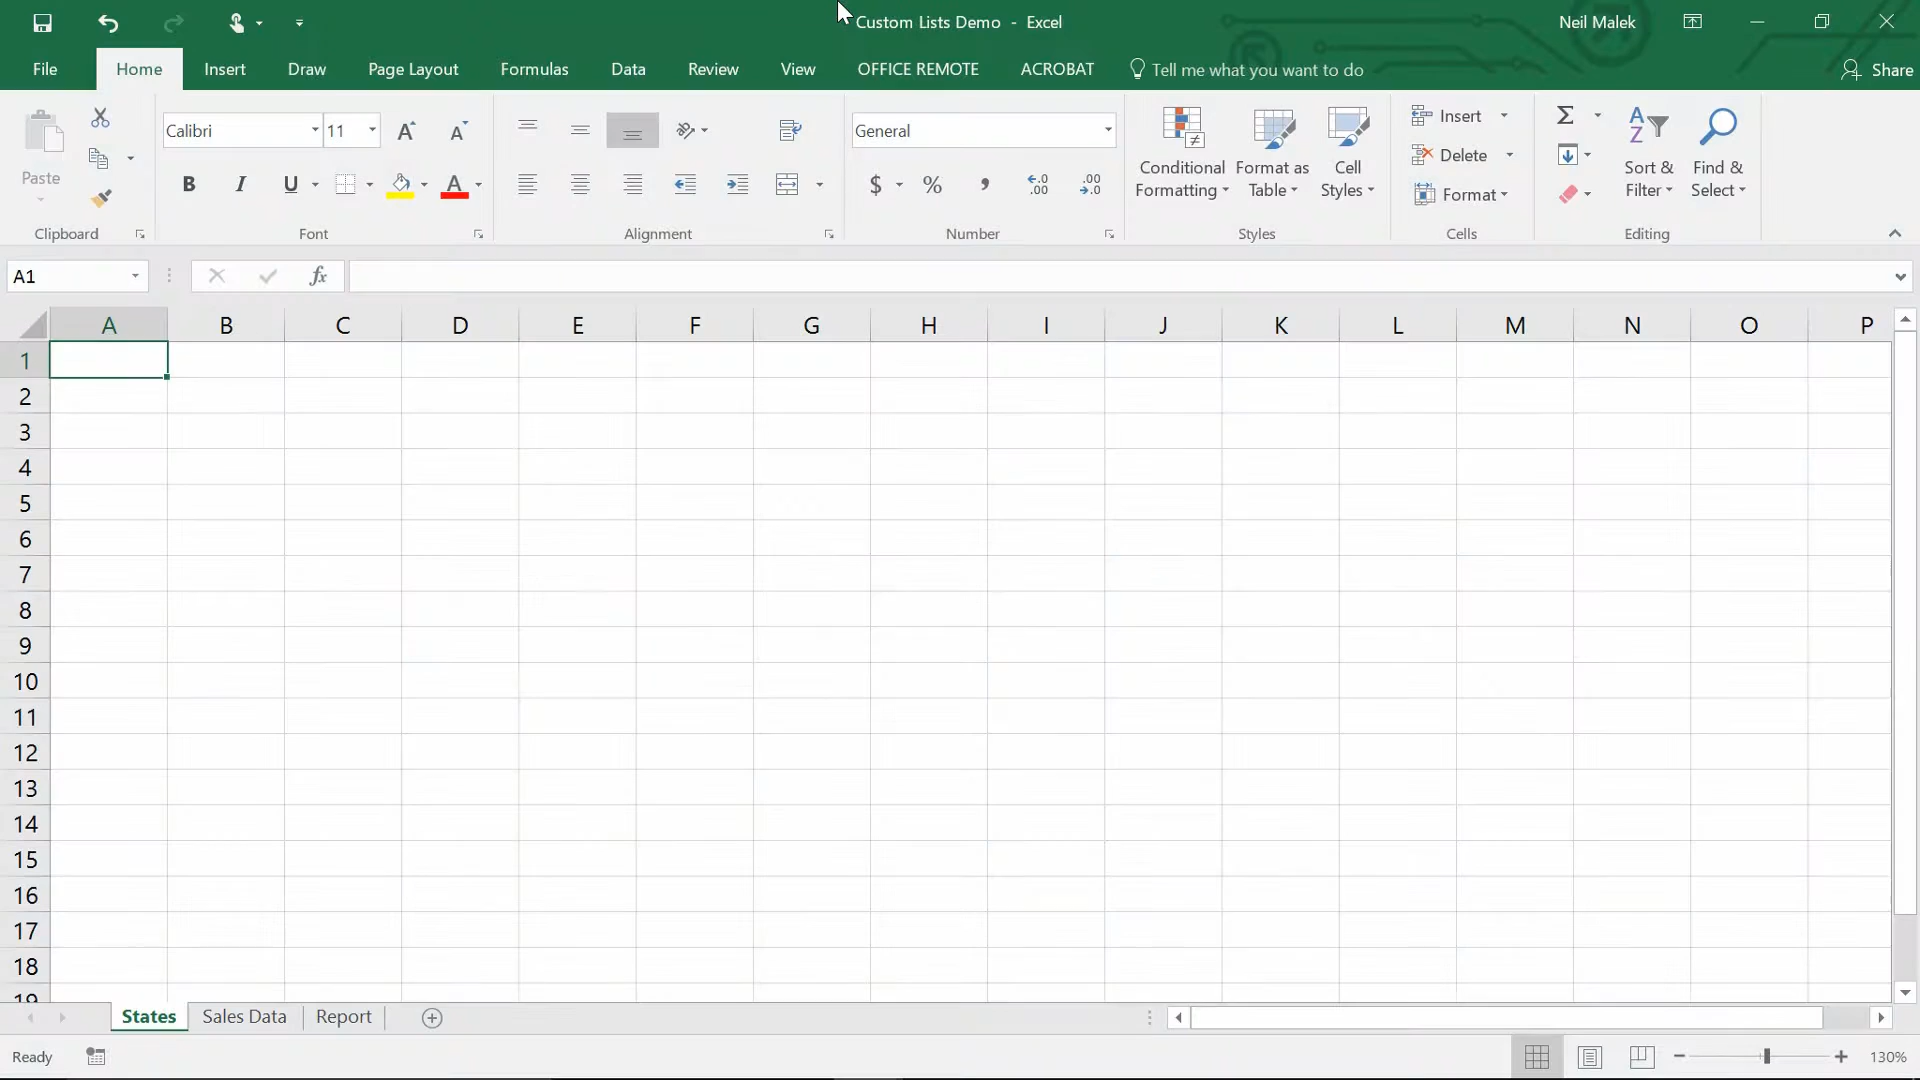 Custom Lists Demo - Excel
Neil Malek
File Home Insert Draw Page Layout Formulas Data Review View OFFICE REMOTE ACROBAT Tell me what you want to do Share
Paste
Clipboard
Calibri 11
B I U A
Font
Alignment
General
$ % , .00 .00
Number
Conditional Formatting
Format as Table
Cell Styles
Styles
Insert
Delete
Format
Cells
Sort & Filter
Find & Select
Editing
A1 fx
A B C D E F G H I J K L M N O P
1
2
3
4
5
6
7
8
9
10
11
12
13
14
15
16
17
18
19
States Sales Data Report
Ready 130%